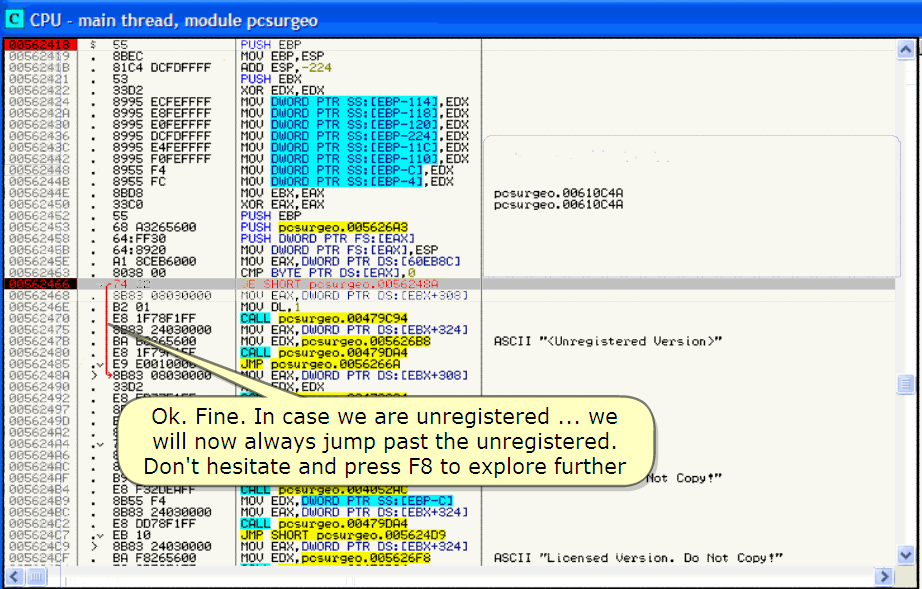 C CPU - main thread, module pcsurgeo
00562418 $ 55 PUSH EBP
00562419 . 8BEC MOV EBP,ESP
0056241B . 81C4 DCFDFFFF ADD ESP,-224
00562421 . 53 PUSH EBX
00562422 . 33D2 XOR EDX,EDX
00562424 . 8995 ECFEFFFF MOV DWORD PTR SS:[EBP-114],EDX
0056242A . 8995 E8FEFFFF MOV DWORD PTR SS:[EBP-118],EDX
00562430 . 8995 E0FEFFFF MOV DWORD PTR SS:[EBP-120],EDX
00562436 . 8995 DCFDFFFF MOV DWORD PTR SS:[EBP-224],EDX
0056243C . 8995 E4FEFFFF MOV DWORD PTR SS:[EBP-11C],EDX
00562442 . 8995 F0FEFFFF MOV DWORD PTR SS:[EBP-110],EDX
00562448 . 8955 F4 MOV DWORD PTR SS:[EBP-C],EDX
0056244B . 8955 FC MOV DWORD PTR SS:[EBP-4],EDX
0056244E . 8BD8 MOV EBX,EAX pcsurgeo.00610C4A
00562450 . 33C0 XOR EAX,EAX pcsurgeo.00610C4A
00562452 . 55 PUSH EBP
00562453 . 68 A3265600 PUSH pcsurgeo.005626A3
00562458 . 64:FF30 PUSH DWORD PTR FS:[EAX]
0056245B . 64:8920 MOV DWORD PTR FS:[EAX],ESP
0056245E . A1 8CEB6000 MOV EAX,DWORD PTR DS:[60EB8C]
00562463 . 8038 00 CMP BYTE PTR DS:[EAX],0
00562466 74 22 JE SHORT pcsurgeo.0056248A
00562468 . 8B83 08030000 MOV EAX,DWORD PTR DS:[EBX+308]
0056246E . B2 01 MOV DL,1
00562470 . E8 1F78F1FF CALL pcsurgeo.00479C94
00562475 . 8B83 24030000 MOV EAX,DWORD PTR DS:[EBX+324]
0056247B . BA B8265600 MOV EDX,pcsurgeo.005626B8 ASCII "<Unregistered Version>"
00562480 . E8 1F79F1FF CALL pcsurgeo.00479DA4
00562485 . E9 E0010000 JMP pcsurgeo.0056266A
0056248A > 8B83 08030000 MOV EAX,DWORD PTR DS:[EBX+308]
00562490 . 33D2 EDX,EDX
00562492
00562497
0056249D
Ok. Fine. In case we are unregistered ... we
will now always jump past the unregistered.
Don't hesitate and press F8 to explore further
005624A2
005624A4
005624A6
005624AC
005624AF Not Copy!"
005624B4 . E8 F32DEAFF CALL pcsurgeo.004052AC
005624B9 . 8B55 F4 MOV EDX,DWORD PTR SS:[EBP-C]
005624BC . 8B83 24030000 MOV EAX,DWORD PTR DS:[EBX+324]
005624C2 . E8 DD78F1FF CALL pcsurgeo.00479DA4
005624C7 . EB 10 JMP SHORT pcsurgeo.005624D9
005624C9 > 8B83 24030000 MOV EAX,DWORD PTR DS:[EBX+324]
005624CF . BA F8265600 MOV EDX,pcsurgeo.005626F8 ASCII "Licensed Version. Do Not Copy!"